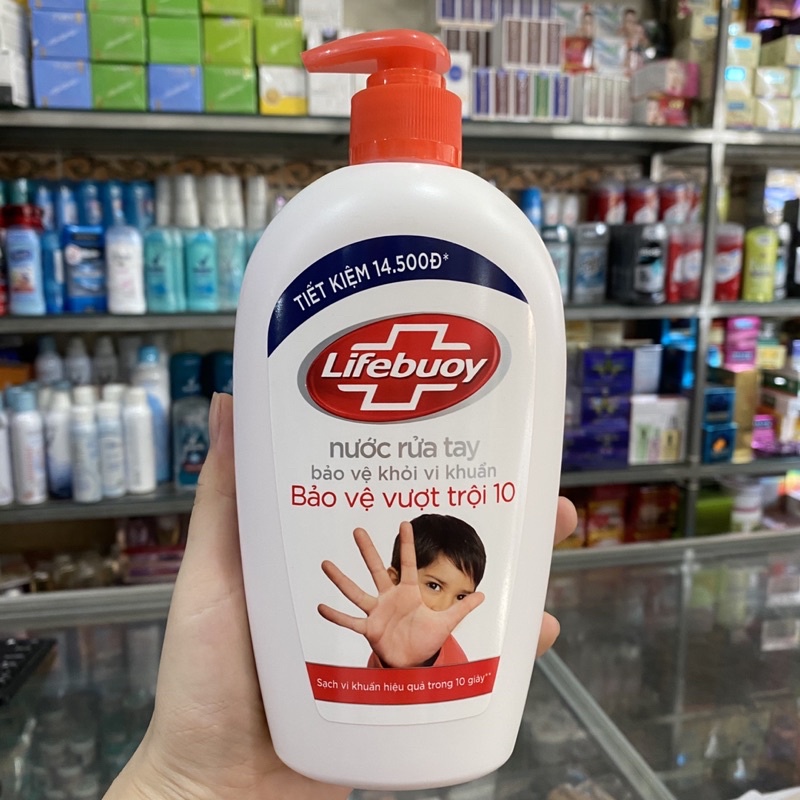 TIẾT KIỆM 14.500Đ*
Lifebuoy
nước rửa tay
bảo vệ khỏi vi khuẩn
Bảo vệ vượt trội 10
Sạch vi khuẩn hiệu quả trong 10 giây**